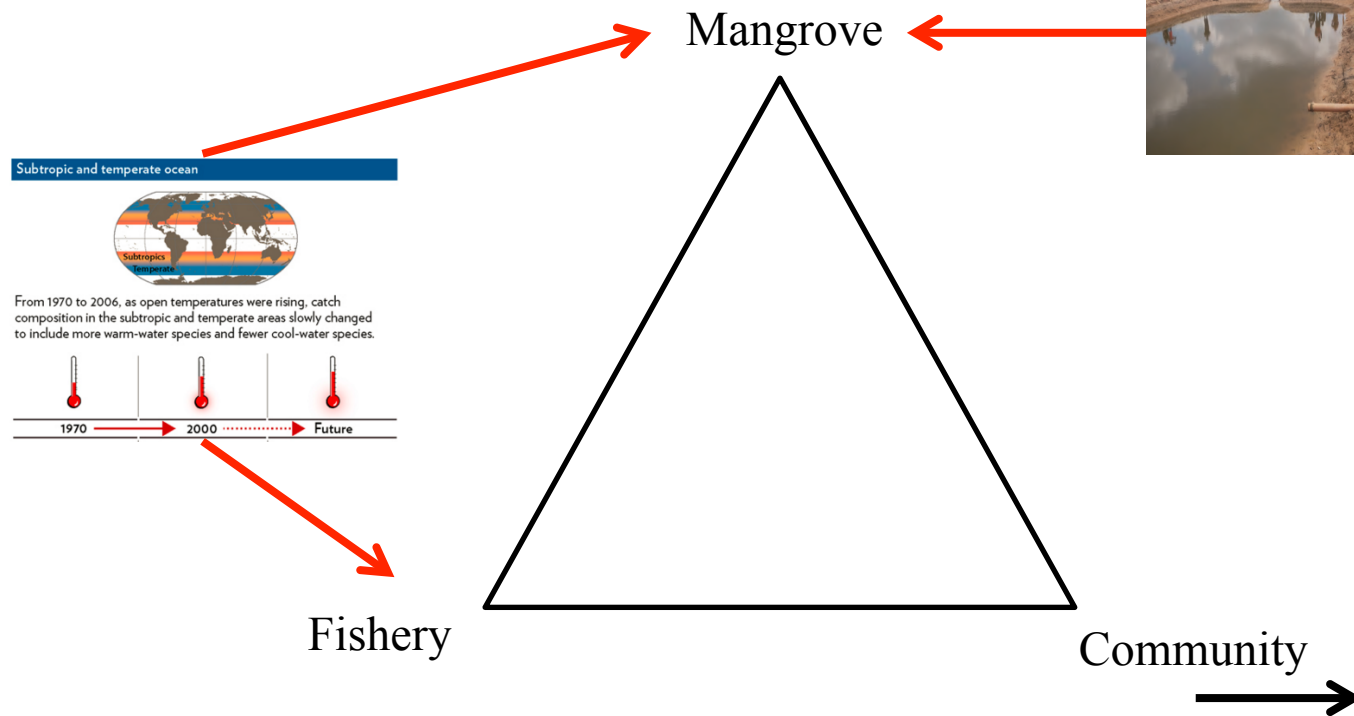 Mangrove
Subtropic and temperate ocean
Subtropics
Temperate
From 1970 to 2006, as open temperatures were rising, catch
composition in the subtropic and temperate areas slowly changed
to include more warm-water species and fewer cool-water species.
1970
2000
Future
Fishery
Community